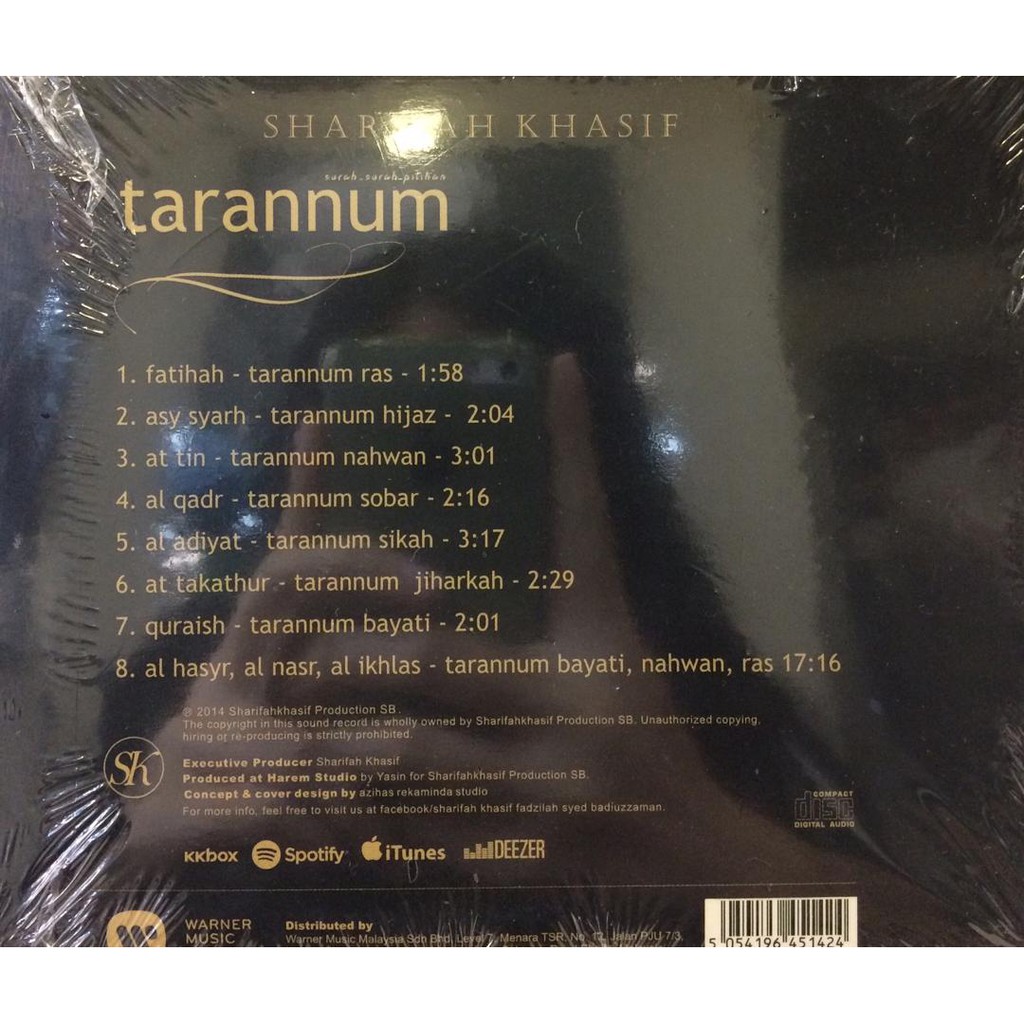 SHARIFAH KHASIF
surah_surah_pilihan
tarannum
1. fatihah - tarannum ras - 1:58
2. asy syarh - tarannum hijaz - 2:04
3. at tin - tarannum nahwan - 3:01
4. al qadr - tarannum sobar - 2:16
5. al adiyat - tarannum sikah - 3:17
6. at takathur - tarannum jiharkah - 2:29
7. quraish - tarannum bayati - 2:01
8. al hasyr, al nasr, al ikhlas - tarannum bayati, nahwan, ras 17:16
℗ 2014 Sharifahkhasif Production SB.
The copyright in this sound record is wholly owned by Sharifahkhasif Production SB. Unauthorized copying,
hiring or re-producing is strictly prohibited.
SK
Executive Producer Sharifah Khasif
Produced at Harem Studio by Yasin for Sharifahkhasif Production SB.
Concept & cover design by azihas rekaminda studio
For more info, feel free to visit us at facebook/sharifah khasif fadzilah syed badiuzzaman.
COMPACT
disc
DIGITAL AUDIO
KKBOX Spotify iTunes DEEZER
WARNER
MUSIC
Distributed by
Warner Music Malaysia Sdn Bhd, Level 7, Menara TSR, No. 12, Jalan PJU 7/3,
5 054196 451424